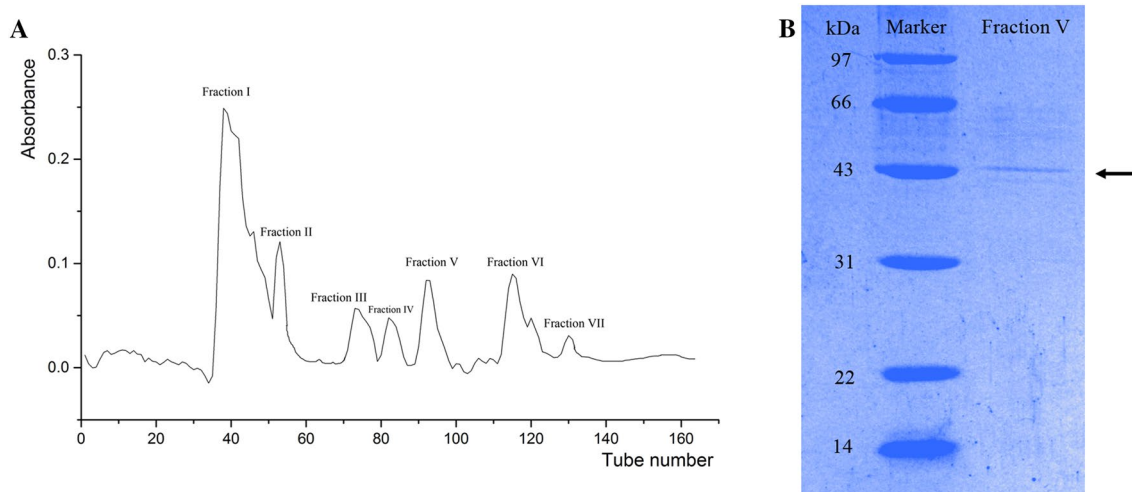 A
0.3
0.2
0.1
0.0
Absorbance
Fraction I
Fraction II
Fraction III
Fraction IV
Fraction V
Fraction VI
Fraction VII
0 20 40 60 80 100 120 140 160
Tube number
B
kDa Marker Fraction V
97
66
43
31
22
14